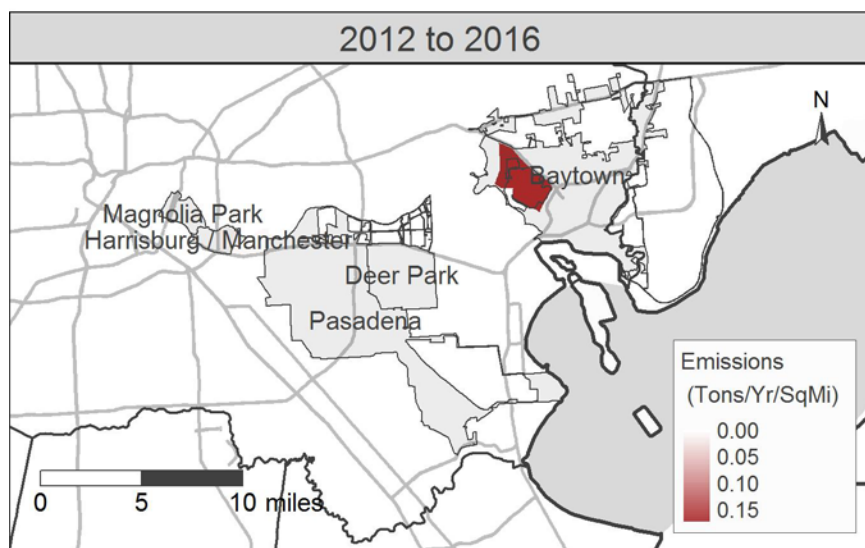 2012 to 2016
N
Baytown
Magnolia Park
Harrisburg
Manchester
Deer Park
Pasadena
Emissions
(Tons/Yr/SqMi)
0.00
0.05
0.10
0.15
0 5 10 miles